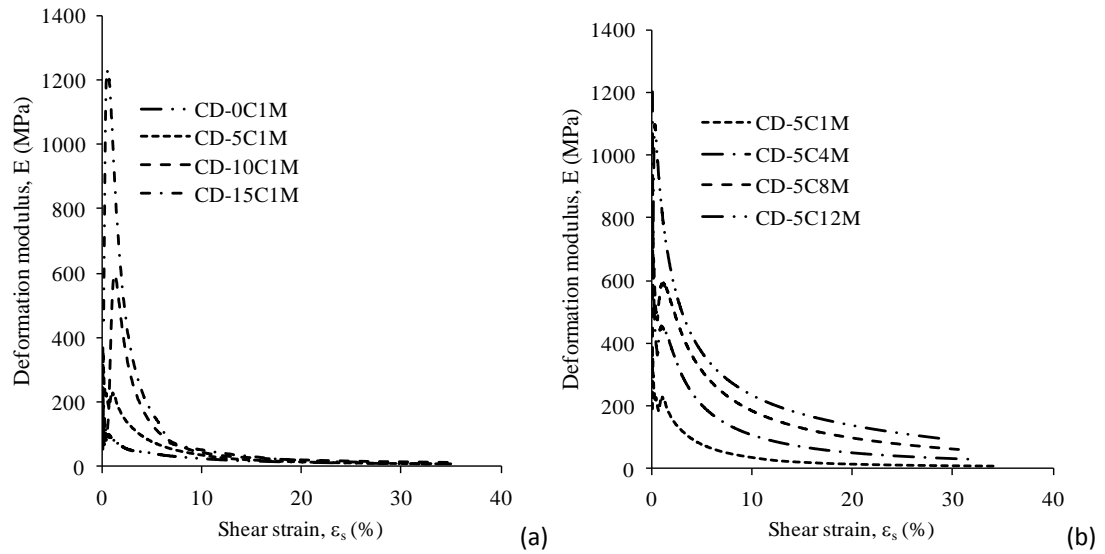 1400
1200
1000
800
600
400
200
0
Deformation modulus, E (MPa)
CD-0C1M
CD-5C1M
CD-10C1M
CD-15C1M
0 10 20 30 40
Shear strain, εs (%)
(a)
1400
1200
1000
800
600
400
200
0
Deformation modulus, E (MPa)
CD-5C1M
CD-5C4M
CD-5C8M
CD-5C12M
0 10 20 30 40
Shear strain, εs (%)
(b)